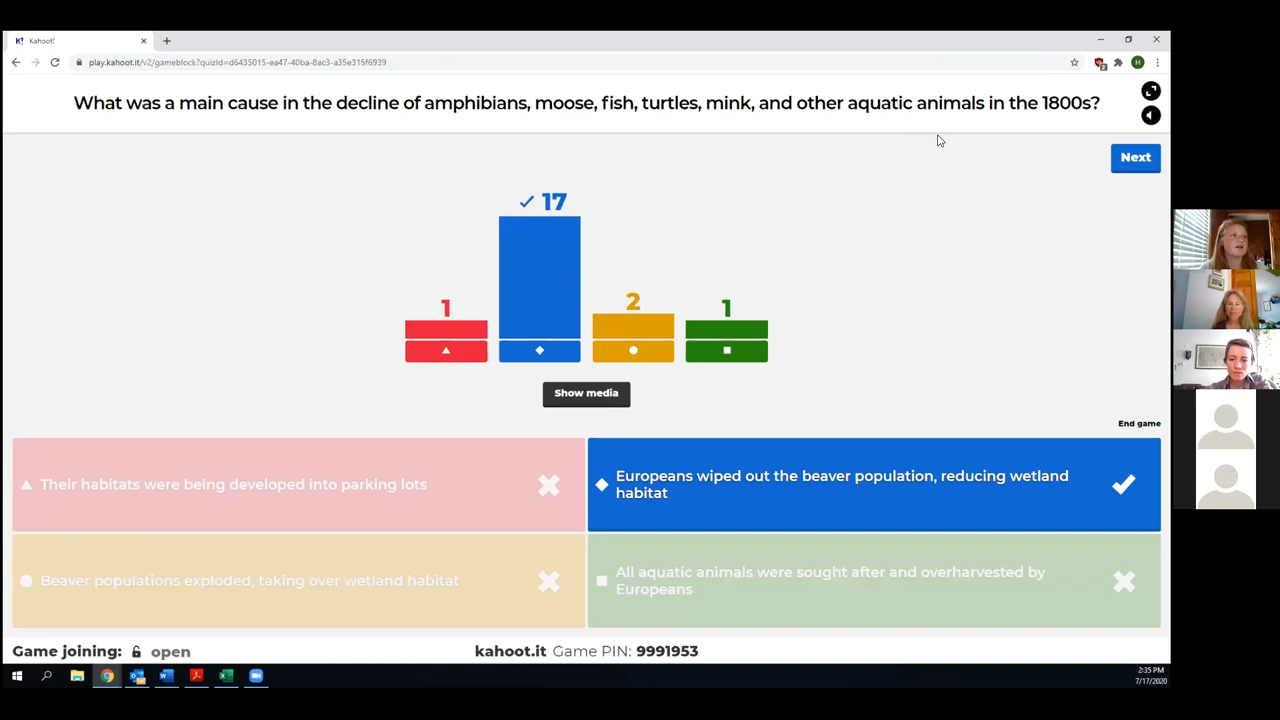 Kahoot!
play.kahoot.it/v2/gameblock?quizId=d6435015-ea47-40ba-8ac3-a35e315f6939
H
What was a main cause in the decline of amphibians, moose, fish, turtles, mink, and other aquatic animals in the 1800s?
Next
17
1
2
1
Show media
End game
Their habitats were being developed into parking lots
Europeans wiped out the beaver population, reducing wetland
habitat
Beaver populations exploded, taking over wetland habitat
All aquatic animals were sought after and overharvested by
Europeans
Game joining: open
kahoot.it Game PIN: 9991953
2:35 PM
7/17/2020